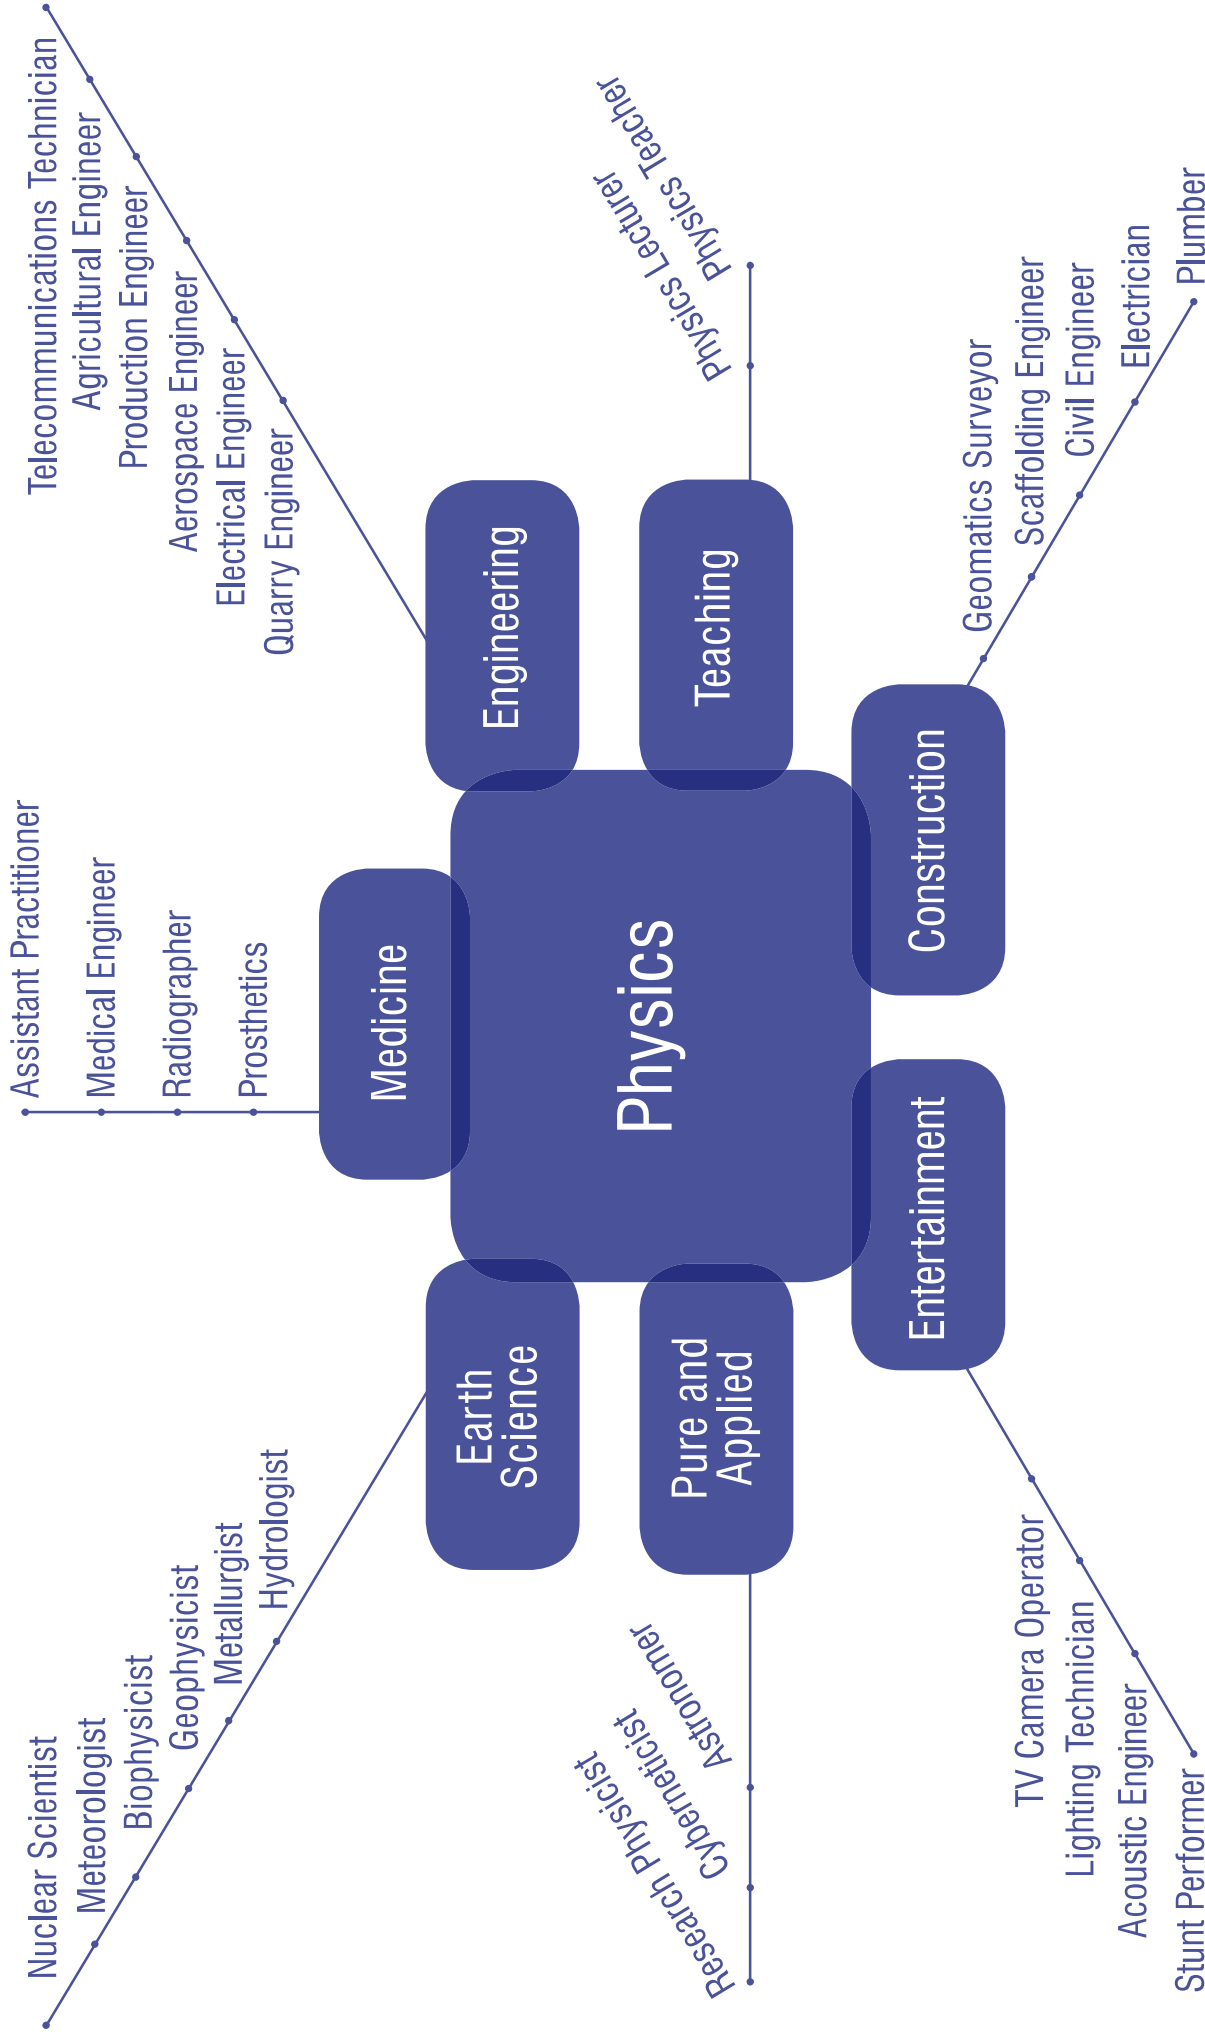 Physics
Medicine
Assistant Practitioner
Medical Engineer
Radiographer
Prosthetics
Engineering
Telecommunications Technician
Agricultural Engineer
Production Engineer
Aerospace Engineer
Electrical Engineer
Quarry Engineer
Teaching
Physics Lecturer
Physics Teacher
Construction
Geomatics Surveyor
Scaffolding Engineer
Civil Engineer
Electrician
Plumber
Entertainment
TV Camera Operator
Lighting Technician
Acoustic Engineer
Stunt Performer
Pure and
Applied
Research Physicist
Cyberneticist
Astronomer
Earth
Science
Nuclear Scientist
Meteorologist
Biophysicist
Geophysicist
Metallurgist
Hydrologist